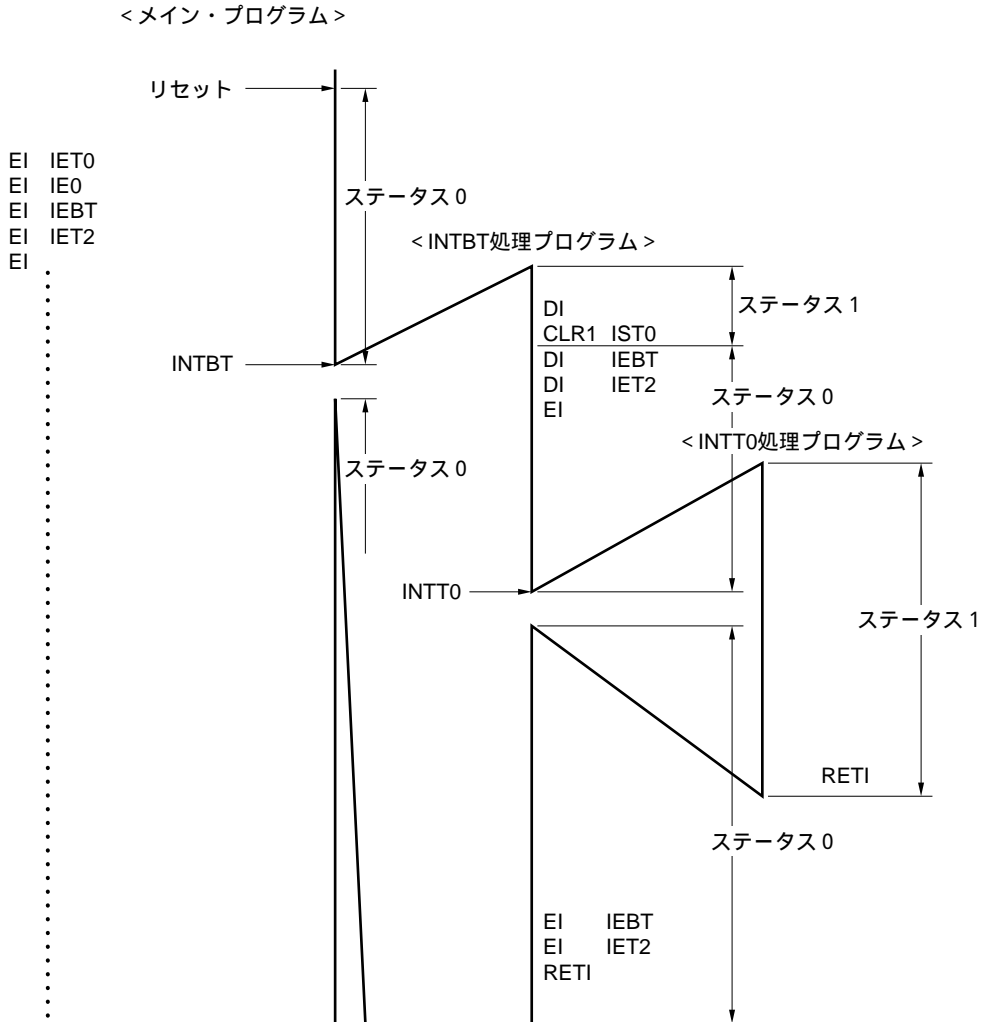 ＜メイン・プログラム＞
リセット
EI IET0
EI IE0
EI IEBT
EI IET2
EI
ステータス0
＜INTBT処理プログラム＞
DI
CLR1 IST0
DI IEBT
DI IET2
EI
ステータス1
INTBT
ステータス0
＜INTT0処理プログラム＞
ステータス0
INTT0
ステータス1
RETI
ステータス0
EI IEBT
EI IET2
RETI